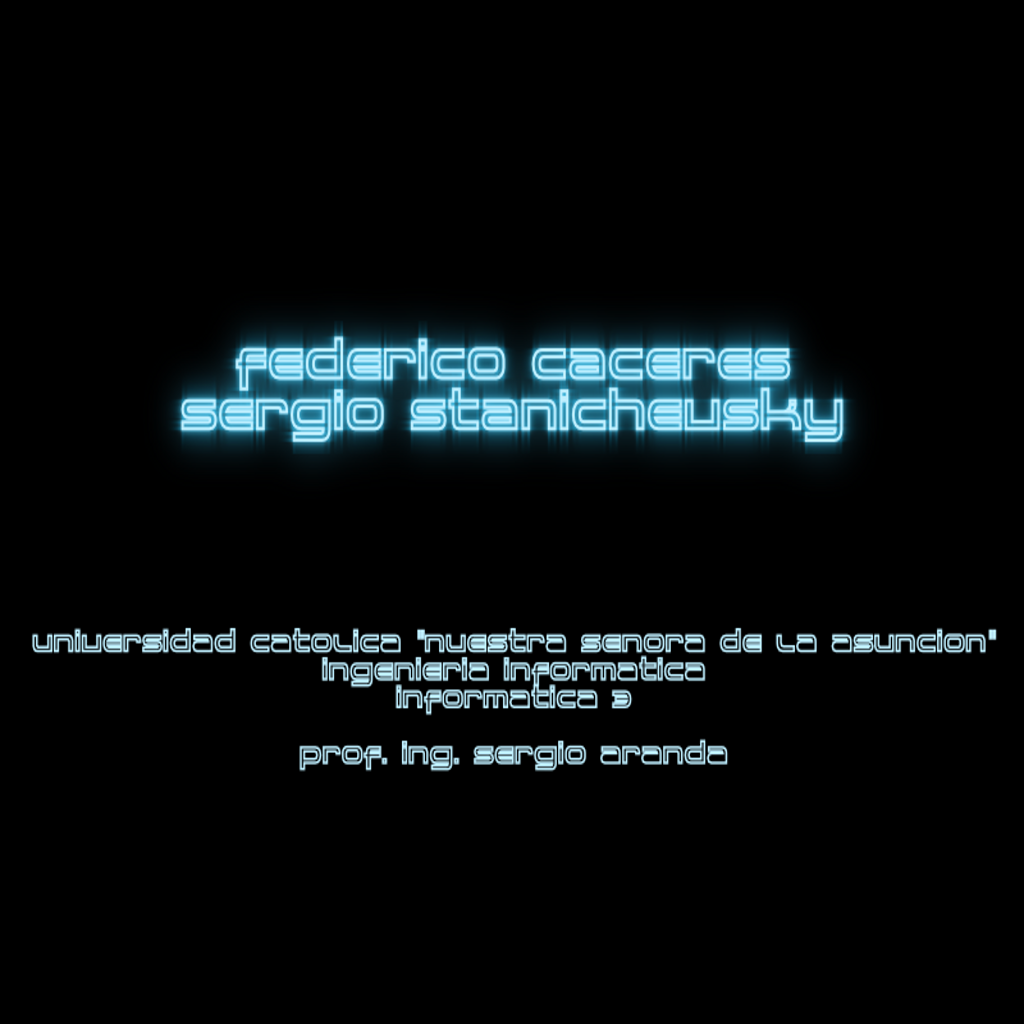 federico caceres
sergio stanichevsky
universidad catolica "nuestra senora de la asuncion"
ingenieria informatica
informatica 3
prof. ing. sergio aranda